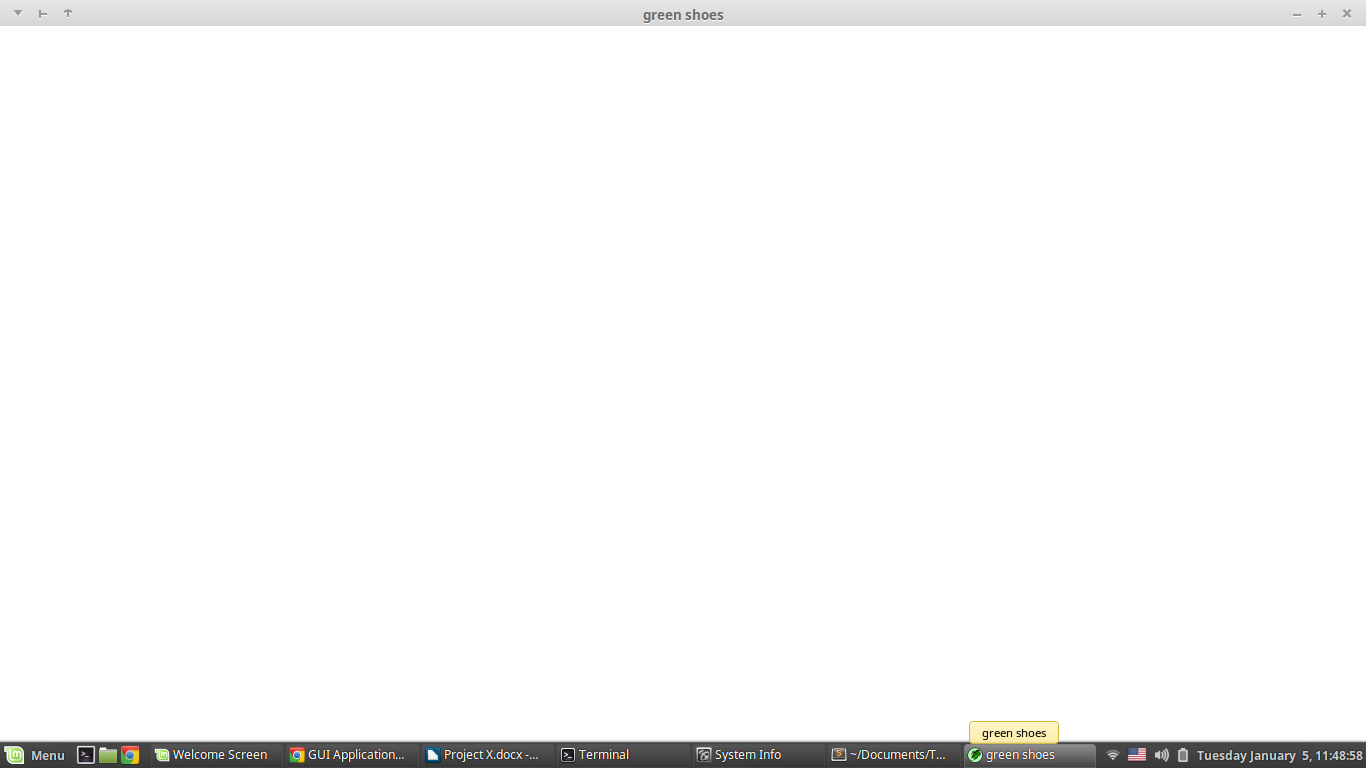 green shoes
green shoes
Menu
Welcome Screen
GUI Application...
Project X.docx -...
Terminal
System Info
~/Documents/T...
green shoes
Tuesday January 5, 11:48:58